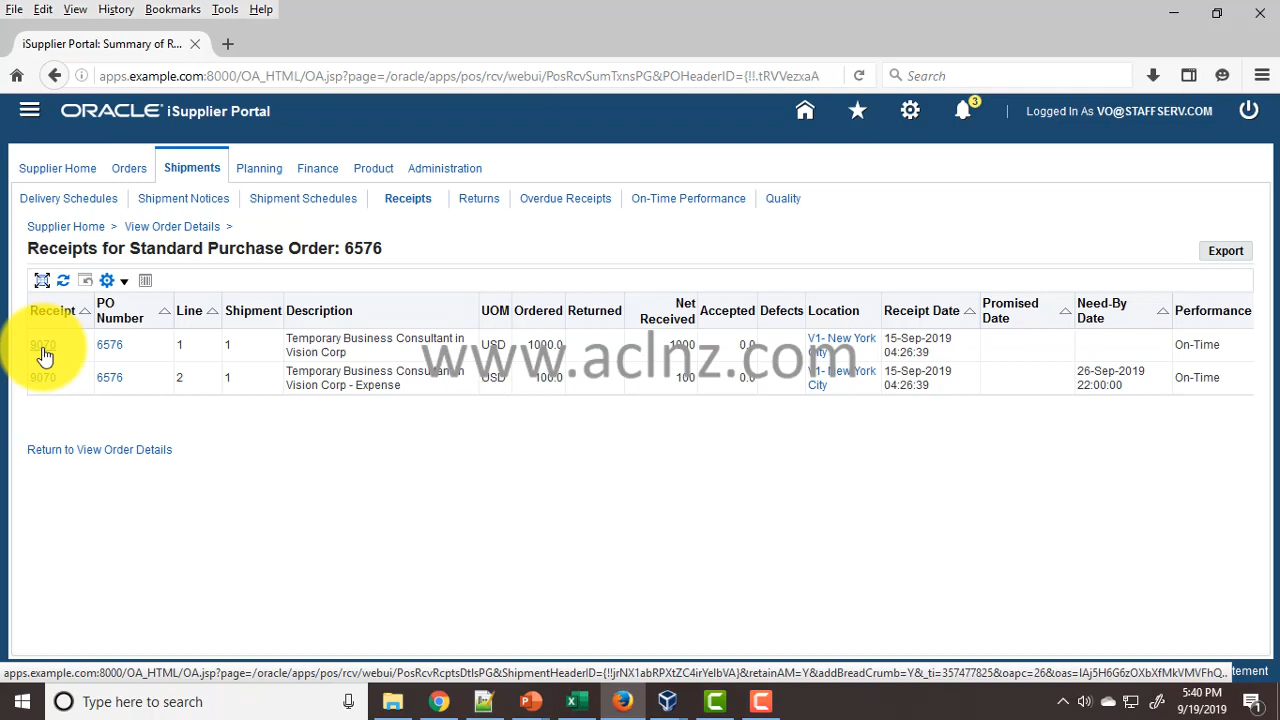 File Edit View History Bookmarks Tools Help
iSupplier Portal: Summary of R...
apps.example.com:8000/OA_HTML/OA.jsp?page=/oracle/apps/pos/rcv/webui/PosRcvSumTxnsPG&POHeaderID={!!.tRVVezxaA
Search
ORACLE iSupplier Portal
3
Logged In As VO@STAFFSERV.COM
Supplier Home Orders Shipments Planning Finance Product Administration
Delivery Schedules Shipment Notices Shipment Schedules Receipts Returns Overdue Receipts On-Time Performance Quality
Supplier Home > View Order Details >
Receipts for Standard Purchase Order: 6576
Export
Receipt PO Number Line Shipment Description UOM Ordered Returned Net Received Accepted Defects Location Receipt Date Promised Date Need-By Date Performance
9070 6576 1 1 Temporary Business Consultant in USD 1000.0 1000 0.0 V1- New York 15-Sep-2019 On-Time
Vision Corp City 04:26:39
9070 6576 2 1 Temporary Business Consultant in USD 100.0 100 0.0 V1- New York 15-Sep-2019 26-Sep-2019 On-Time
Vision Corp - Expense City 04:26:39 22:00:00
www.aclnz.com
Return to View Order Details
apps.example.com:8000/OA_HTML/OA.jsp?page=/oracle/apps/pos/rcv/webui/PosRcvRcptsDtlsPG&ShipmentHeaderID={!!jrNX1abRPXtZC4irYeIbVA}&retainAM=Y&addBreadCrumb=Y&_ti=357477825&oapc=26&oas=IAj5H6G6zOXbXfMkVMVFhQ..
tement
Type here to search
5:40 PM
9/19/2019
1